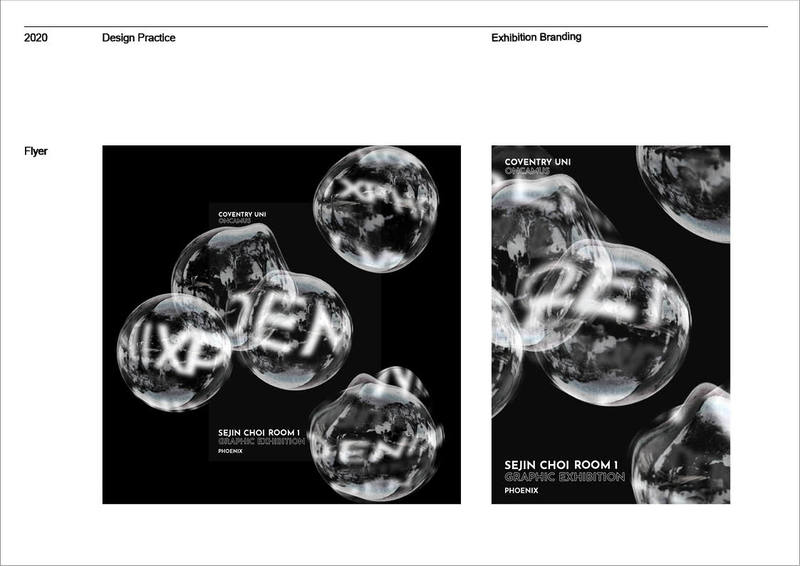 2020
Design Practice
Exhibition Branding
Flyer
COVENTRY UNI
ONCAMUS
SEJIN CHOI ROOM 1
GRAPHIC EXHIBITION
PHOENIX
COVENTRY UNI
ONCAMUS
SEJIN CHOI ROOM 1
GRAPHIC EXHIBITION
PHOENIX